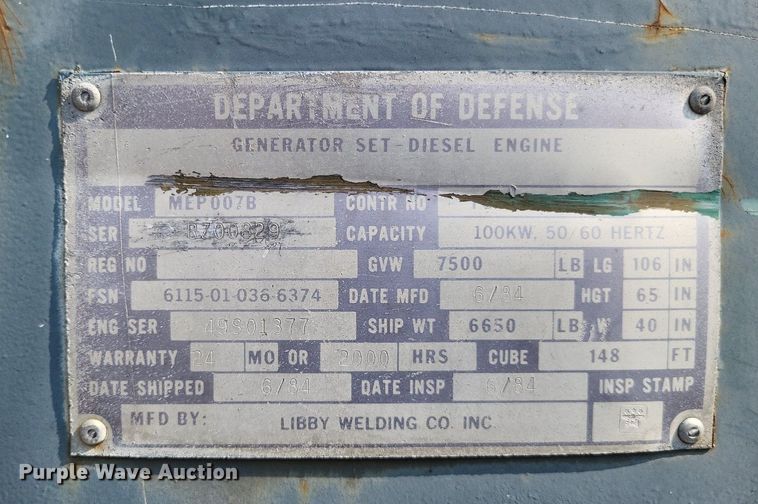 DEPARTMENT OF DEFENSE
GENERATOR SET-DIESEL ENGINE
MODEL MEP007B CONTR NO
SER RZ00829 CAPACITY 100KW, 50/60 HERTZ
REG NO GVW 7500 LB LG 106 IN
FSN 6115-01-036-6374 DATE MFD 6/84 HGT 65 IN
ENG SER 49S01377 SHIP WT 6650 LB W 40 IN
WARRANTY 24 MO OR 2000 HRS CUBE 148 FT
DATE SHIPPED 6/84 DATE INSP 6/84 INSP STAMP
MFD BY: LIBBY WELDING CO. INC.
Purple Wave Auction